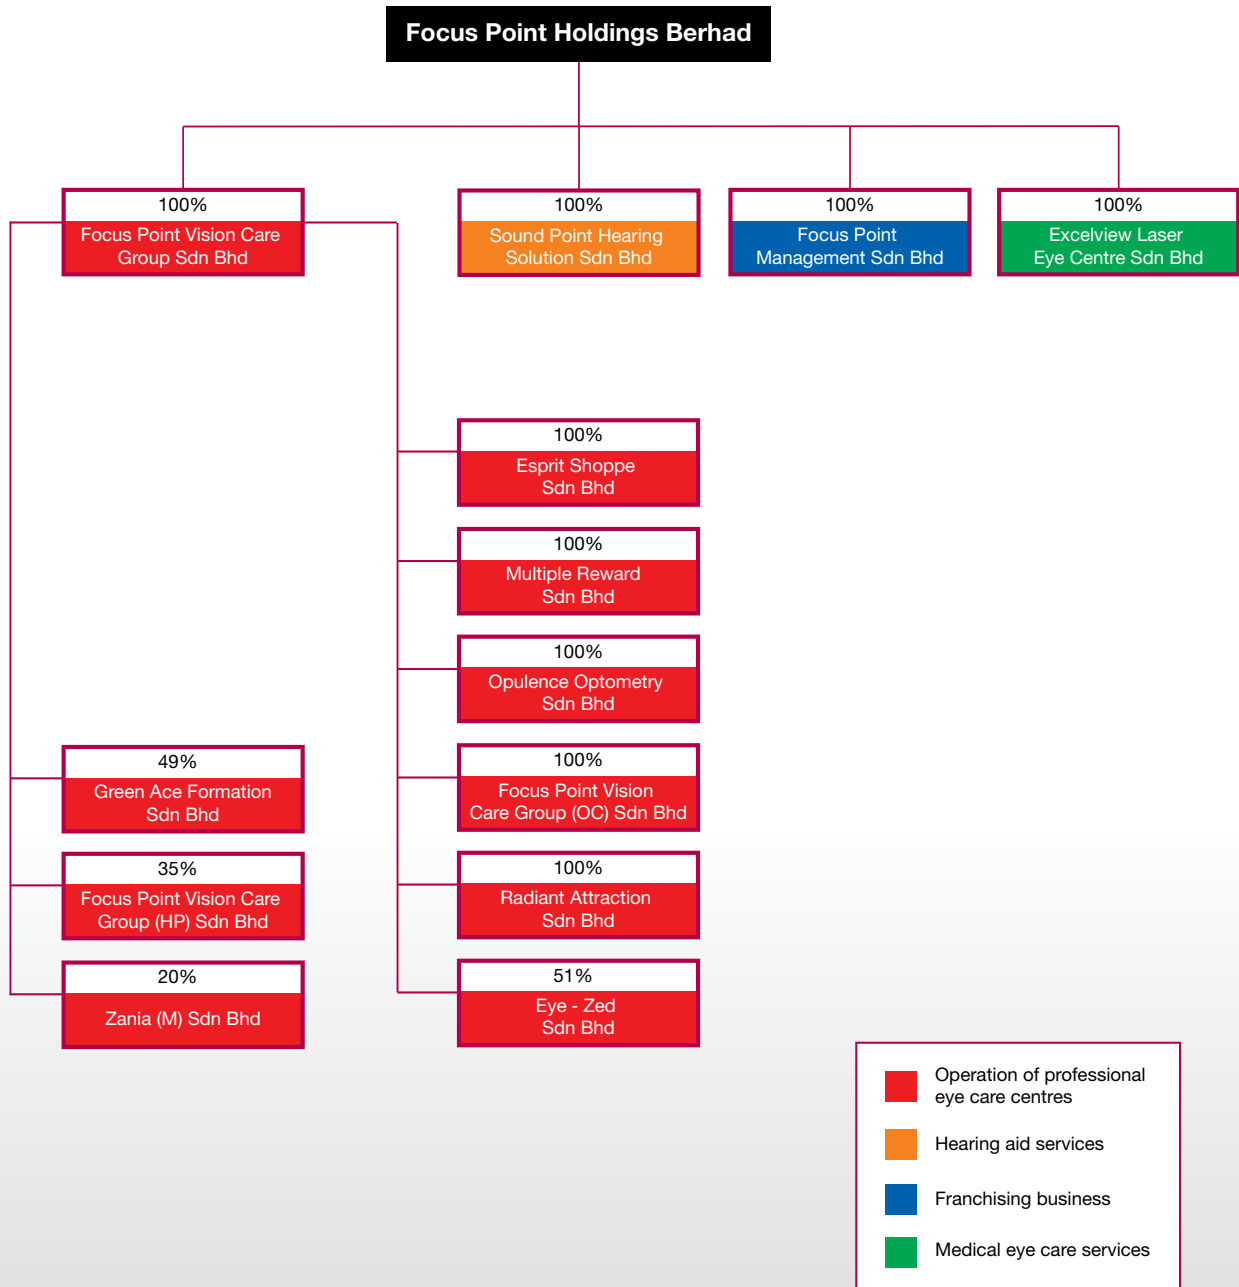 Focus Point Holdings Berhad
100%
Focus Point Vision Care
Group Sdn Bhd
100%
Sound Point Hearing
Solution Sdn Bhd
100%
Focus Point
Management Sdn Bhd
100%
Excelview Laser
Eye Centre Sdn Bhd
100%
Esprit Shoppe
Sdn Bhd
100%
Multiple Reward
Sdn Bhd
100%
Opulence Optometry
Sdn Bhd
49%
Green Ace Formation
Sdn Bhd
100%
Focus Point Vision
Care Group (OC) Sdn Bhd
35%
Focus Point Vision Care
Group (HP) Sdn Bhd
100%
Radiant Attraction
Sdn Bhd
20%
Zania (M) Sdn Bhd
51%
Eye - Zed
Sdn Bhd
Operation of professional
eye care centres
Hearing aid services
Franchising business
Medical eye care services